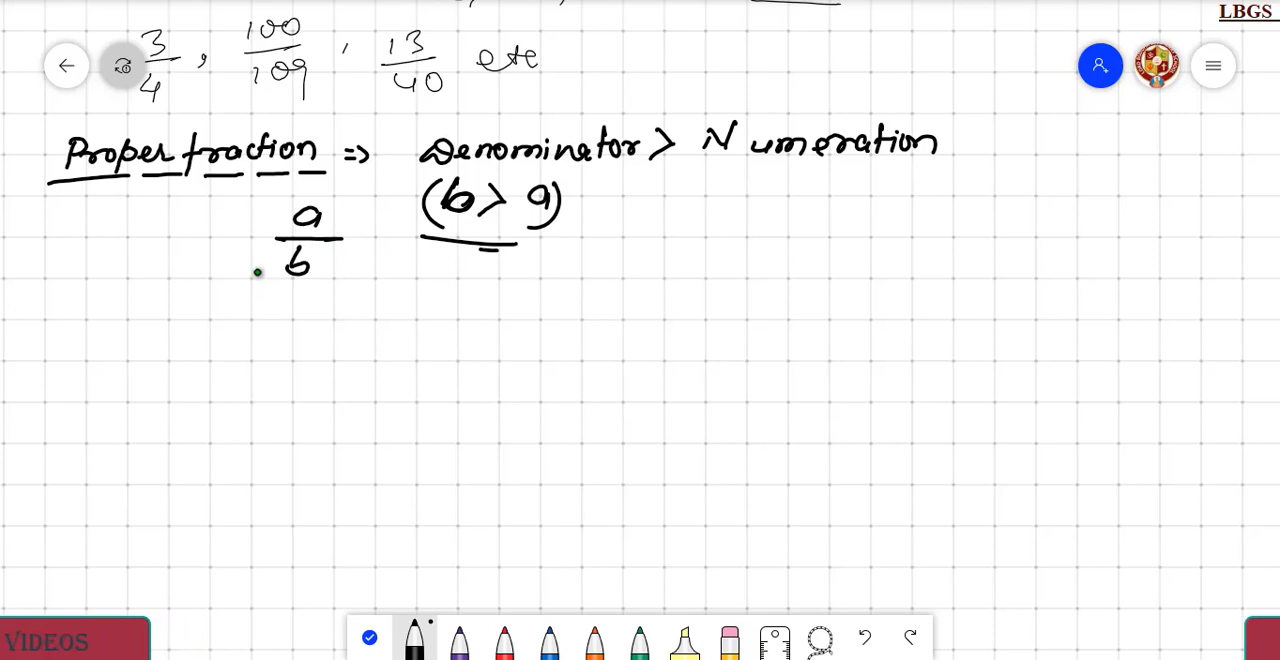 LBGS
3/4 , 100/109 , 13/40 etc
Proper fraction => Denominator > Numeration
(b > a)
a/b
VIDEOS